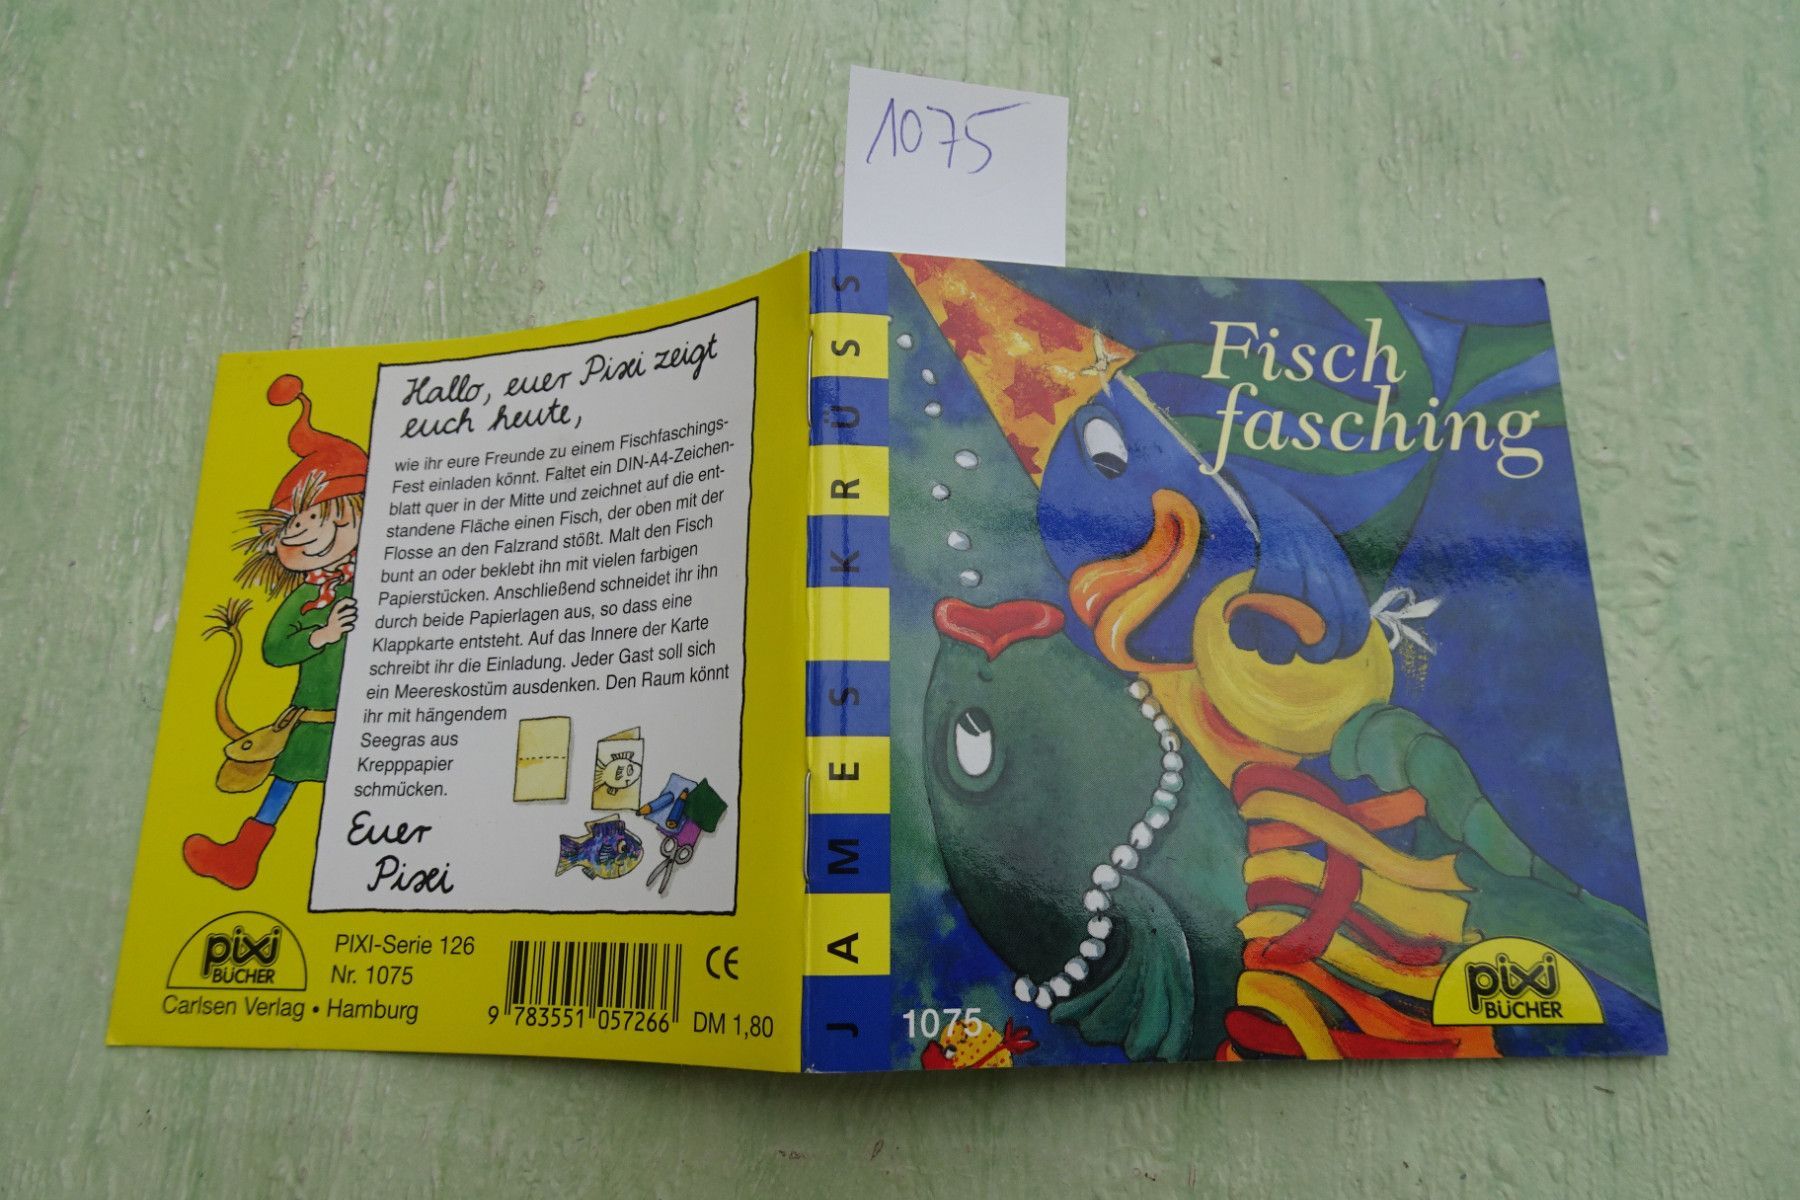 1075
Hallo, euer Pixi zeigt
euch heute,
wie ihr eure Freunde zu einem Fischfaschings-
Fest einladen könnt. Faltet ein DIN-A4-Zeichen-
blatt quer in der Mitte und zeichnet auf die ent-
standene Fläche einen Fisch, der oben mit der
Flosse an den Falzrand stößt. Malt den Fisch
bunt an oder beklebt ihn mit vielen farbigen
Papierstücken. Anschließend schneidet ihr ihn
durch beide Papierlagen aus, so dass eine
Klappkarte entsteht. Auf das Innere der Karte
schreibt ihr die Einladung. Jeder Gast soll sich
ein Meereskostüm ausdenken. Den Raum könnt
ihr mit hängendem
Seegras aus
Krepppapier
schmücken.
Euer
Pixi
pixi
BÜCHER
PIXI-Serie 126
Nr. 1075
Carlsen Verlag • Hamburg
9 783551 057266
CE
DM 1,80
JAMES KRÜSS
Fisch
fasching
1075
pixi
BÜCHER